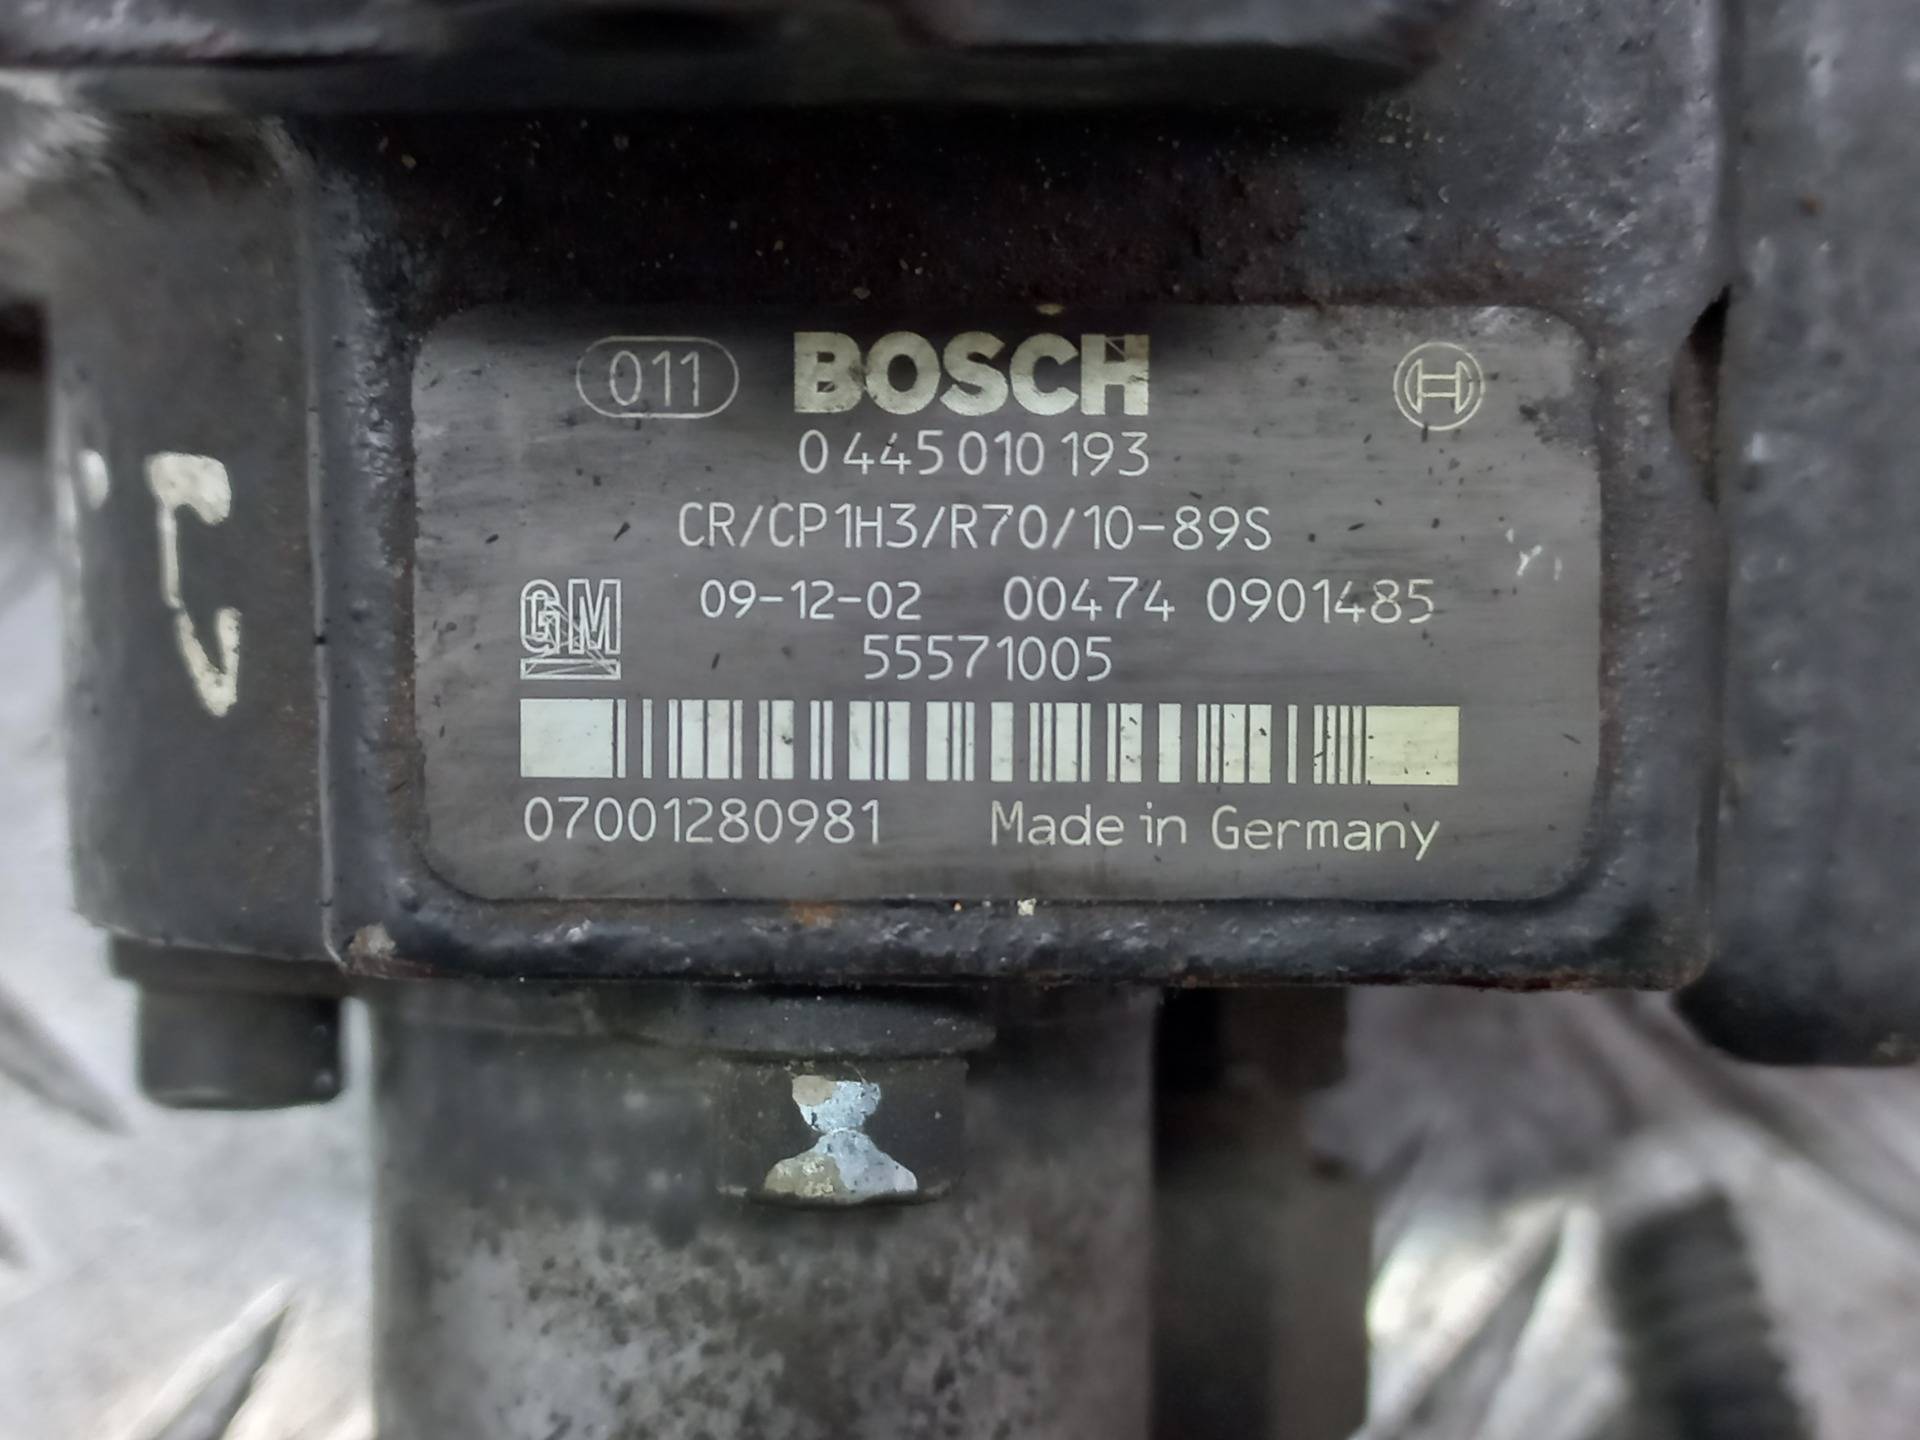 011 BOSCH
0 445 010 193
CR/CP1H3/R70/10-89S
GM 09-12-02 00474 0901485
55571005
07001280981 Made in Germany